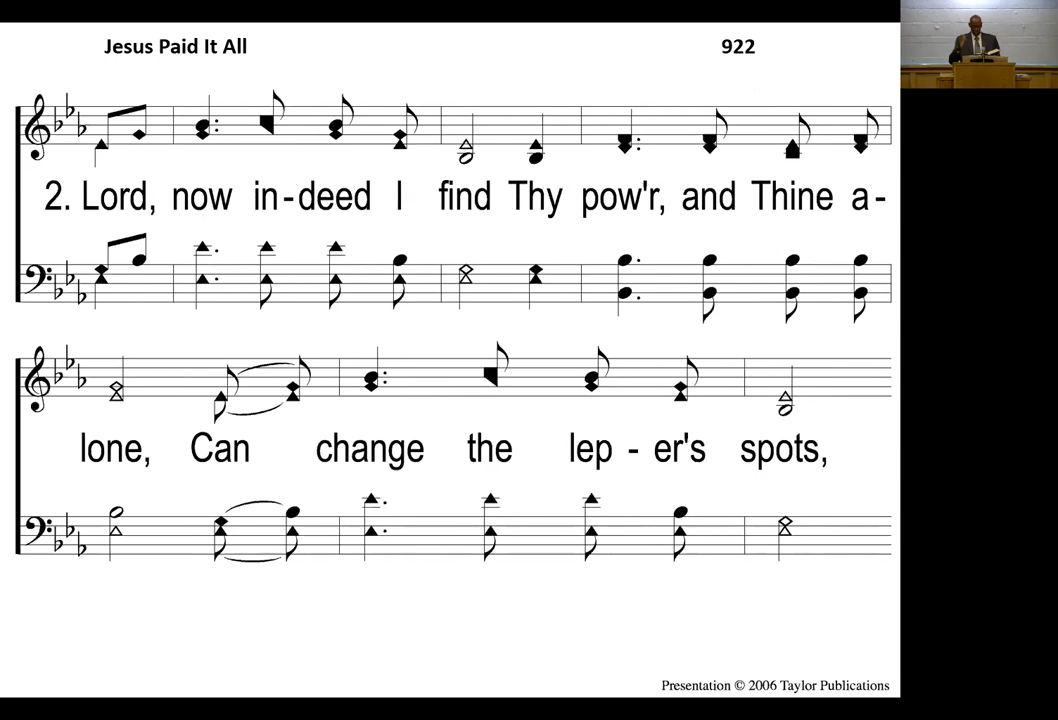 Jesus Paid It All 922
2. Lord, now in-deed I find Thy pow'r, and Thine a-
lone, Can change the lep - er's spots,
Presentation © 2006 Taylor Publications